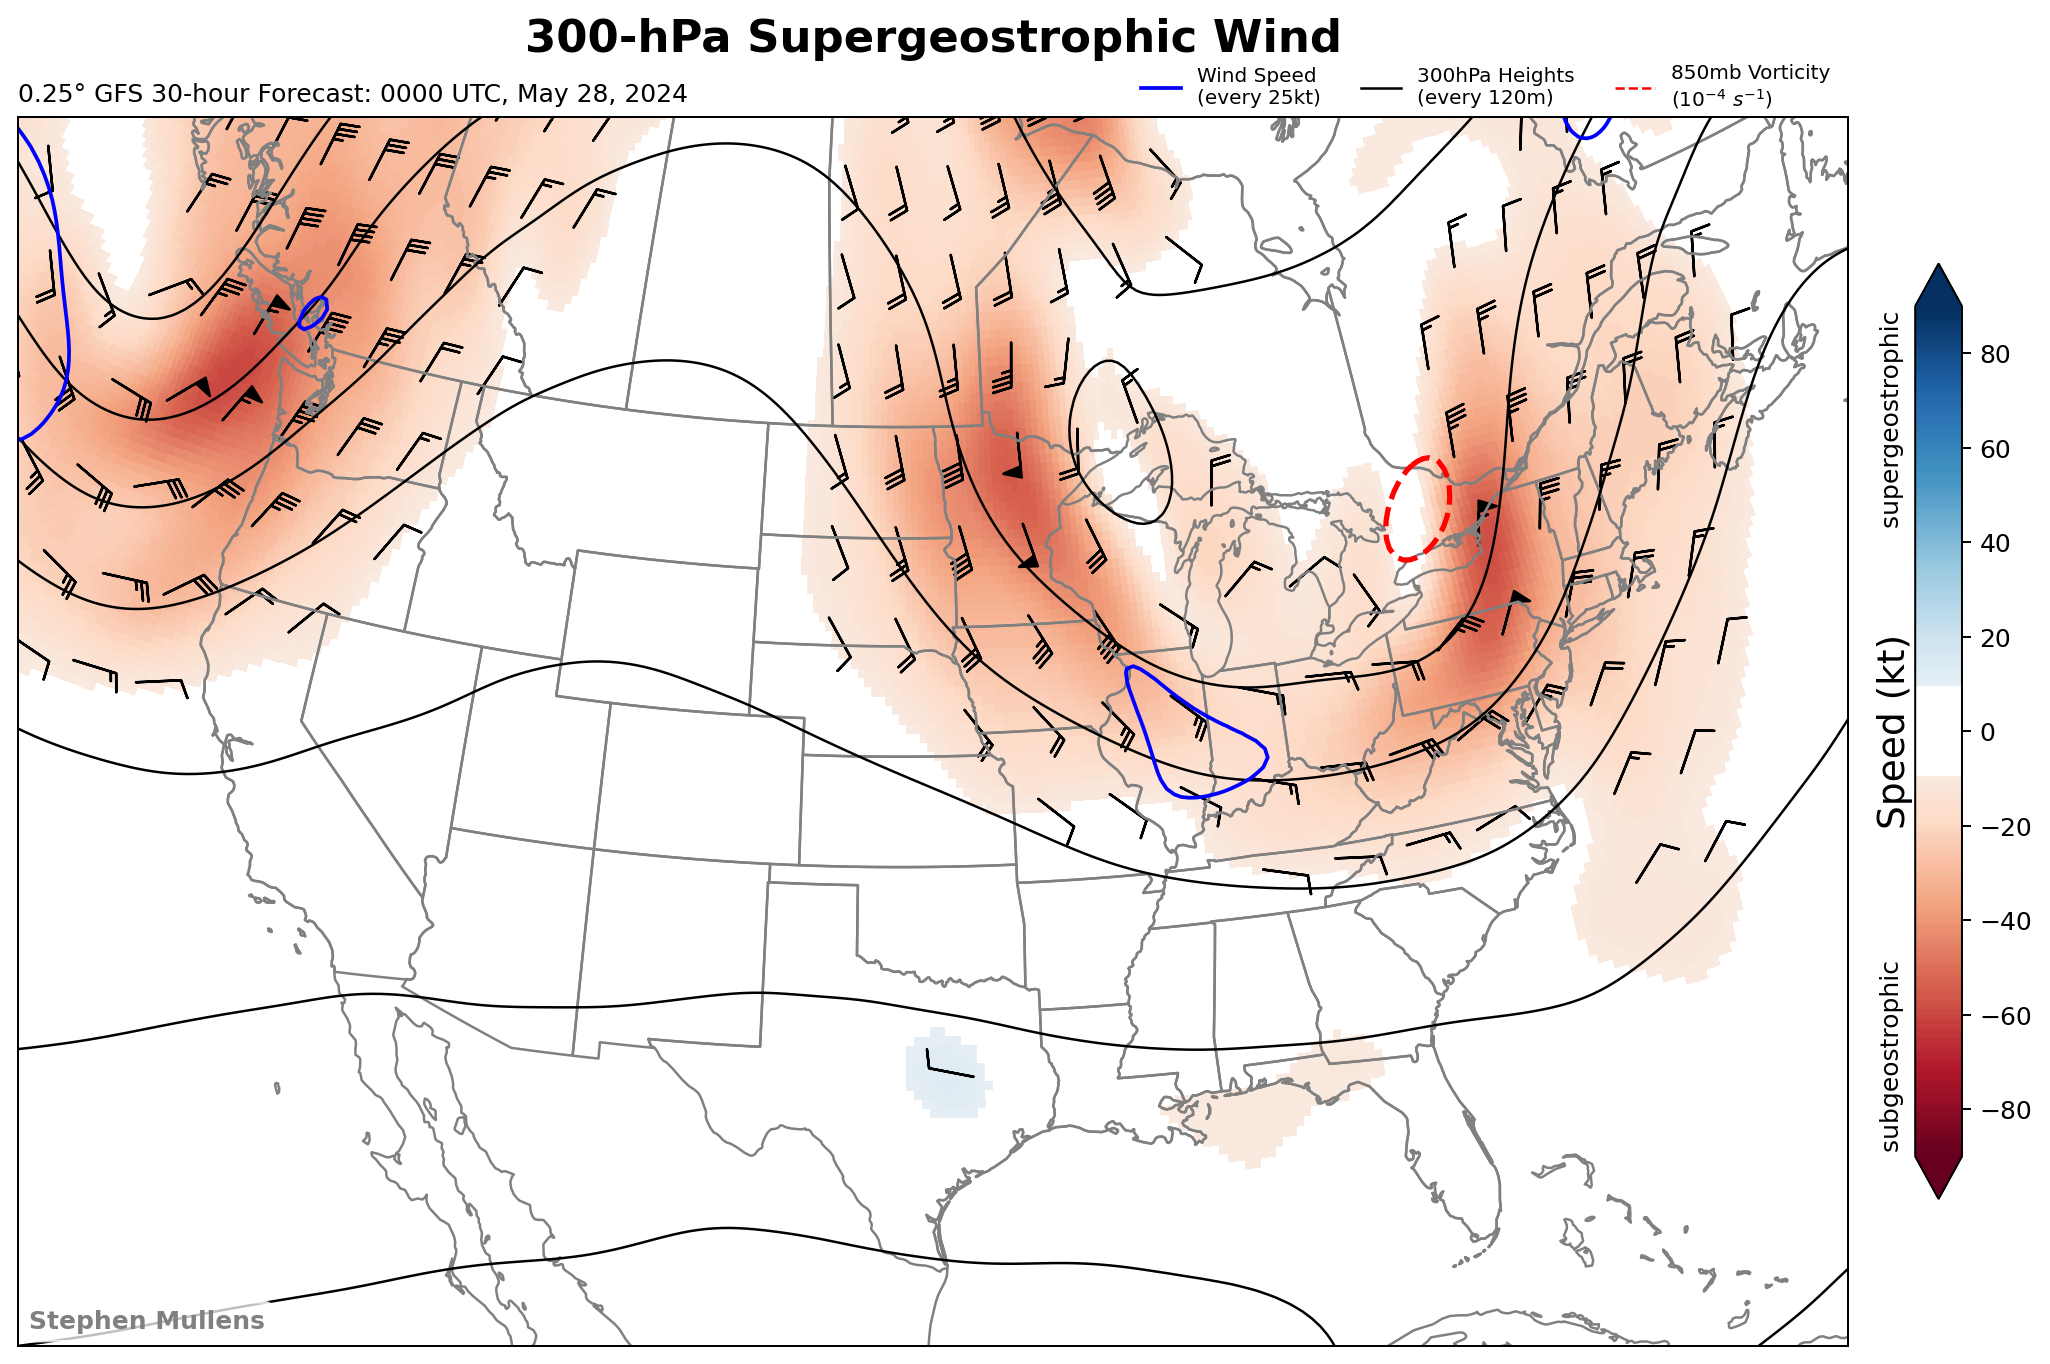 300-hPa Supergeostrophic Wind
0.25° GFS 30-hour Forecast: 0000 UTC, May 28, 2024
Wind Speed
(every 25kt)
300hPa Heights
(every 120m)
850mb Vorticity
(10⁻⁴ s⁻¹)
supergeostrophic
Speed (kt)
subgeostrophic
80
60
40
20
0
−20
−40
−60
−80
Stephen Mullens